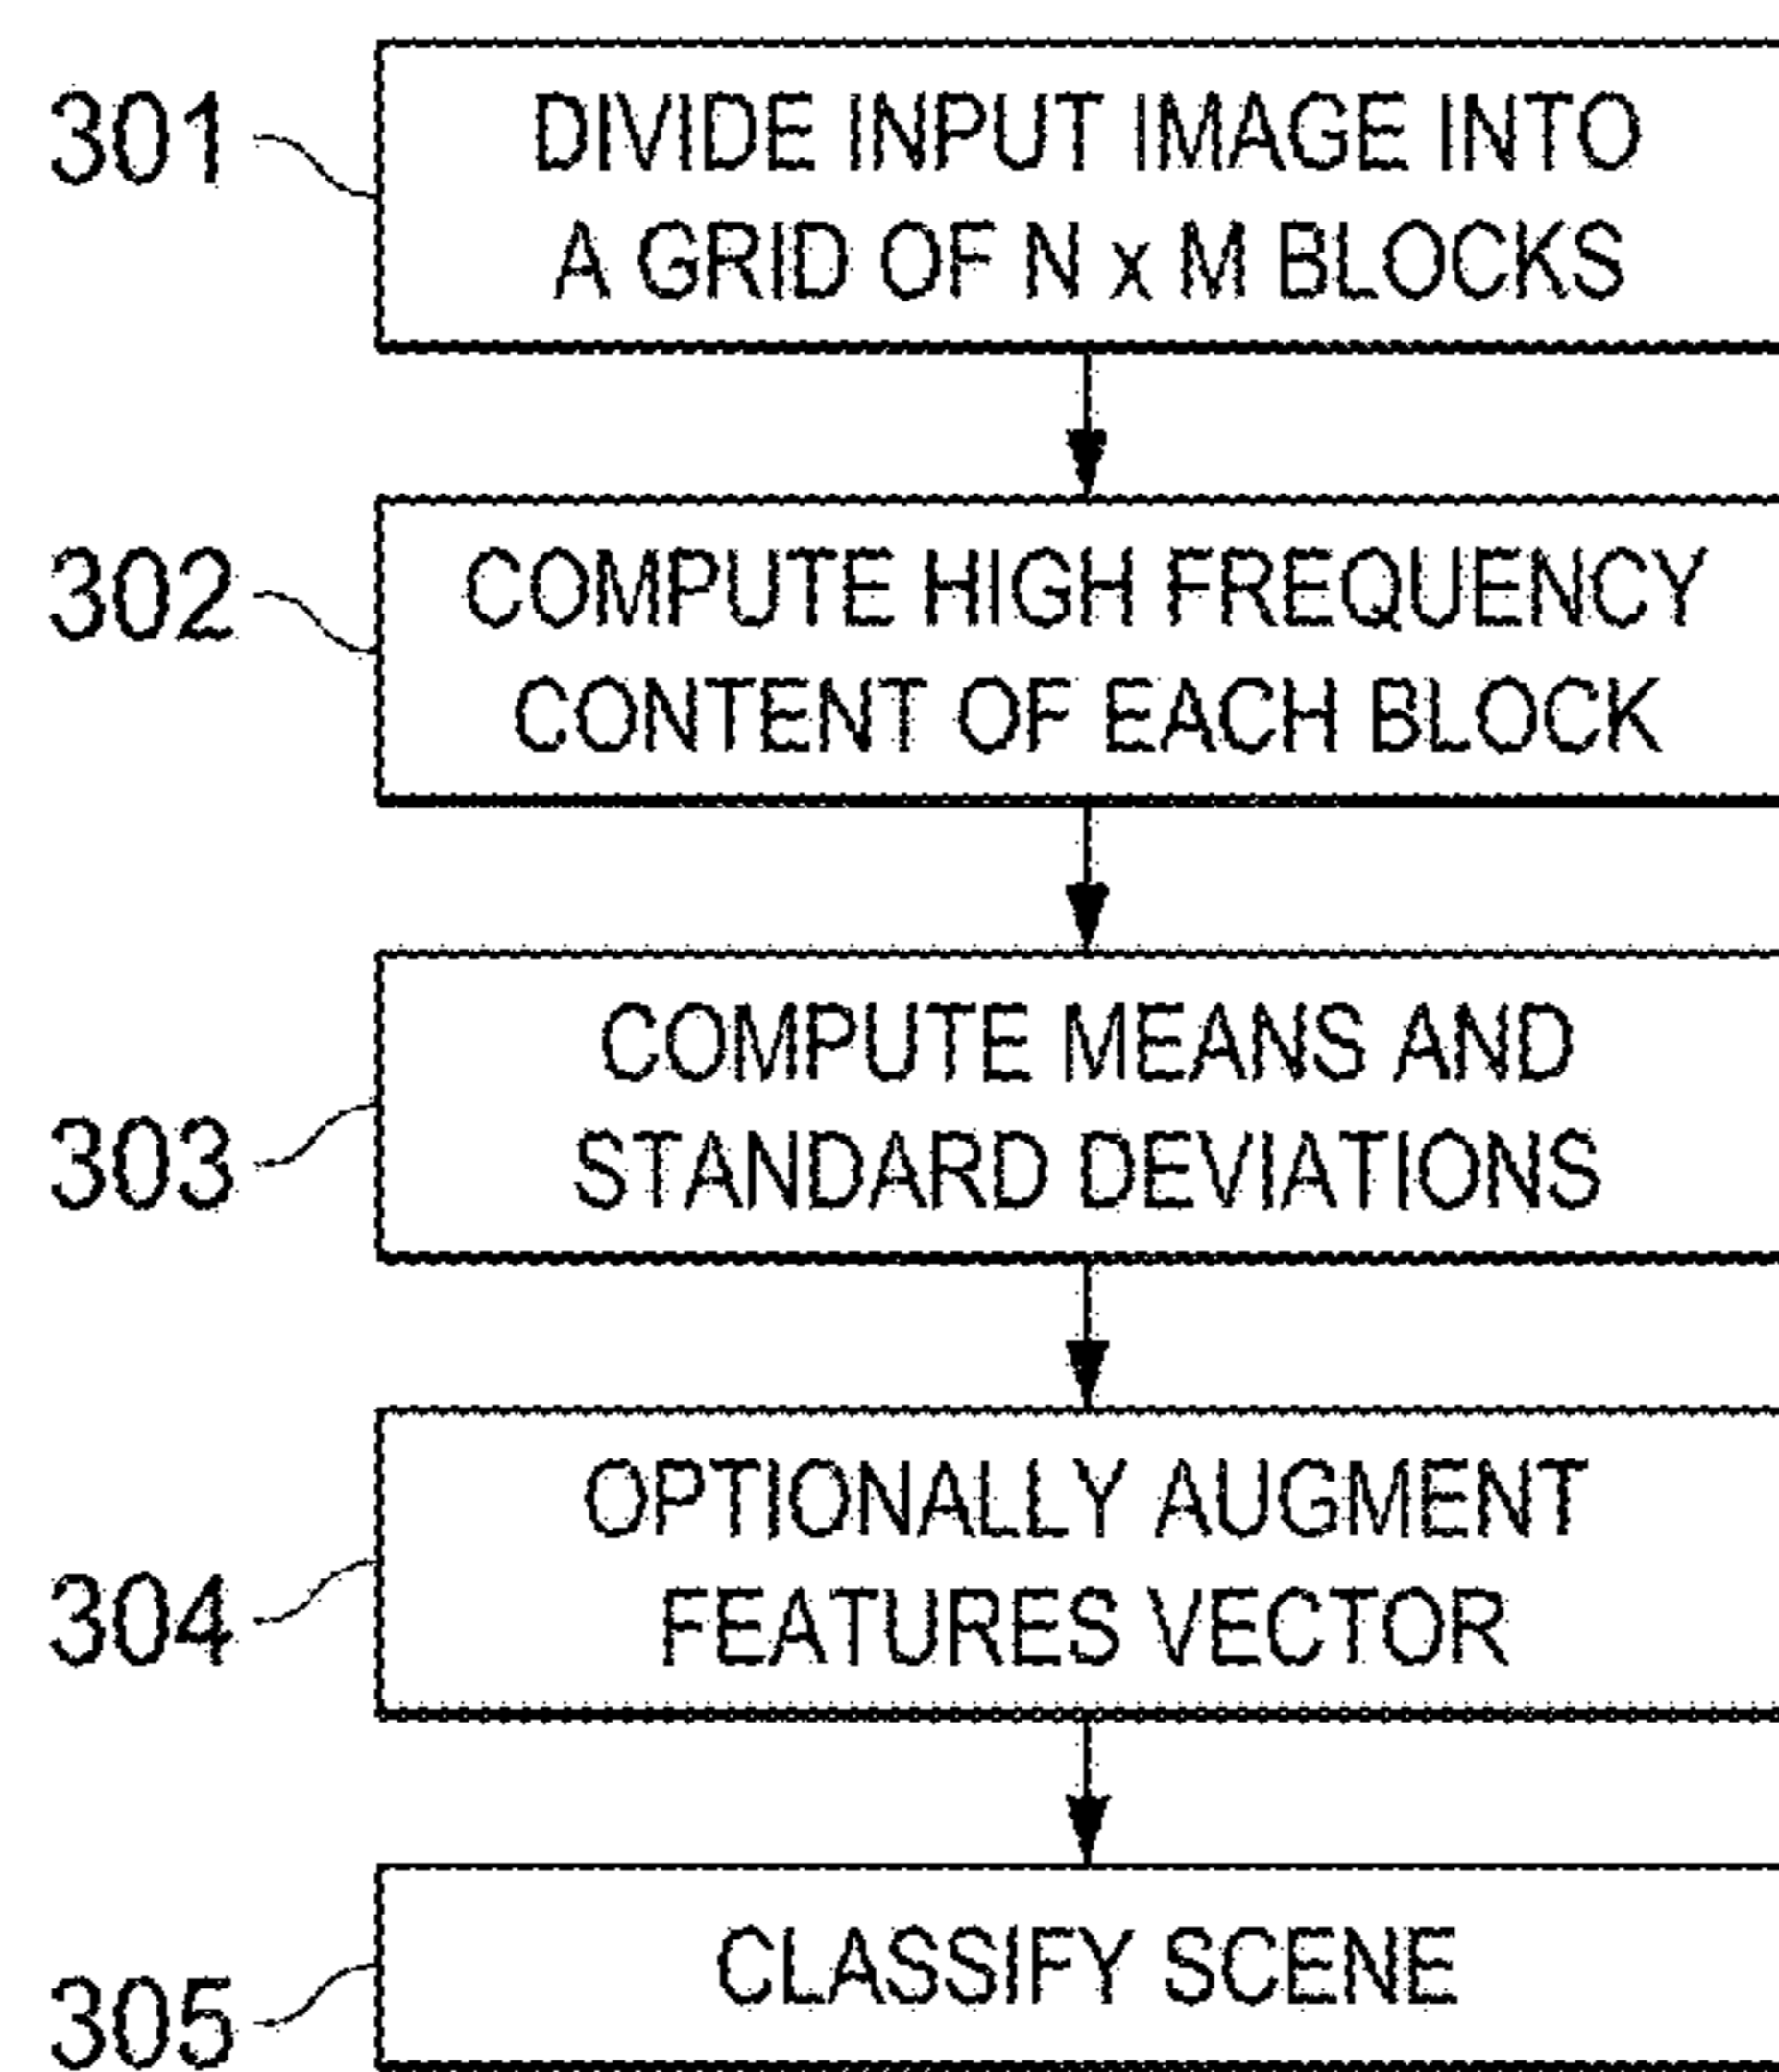 301
DIVIDE INPUT IMAGE INTO
A GRID OF N x M BLOCKS
302
COMPUTE HIGH FREQUENCY
CONTENT OF EACH BLOCK
303
COMPUTE MEANS AND
STANDARD DEVIATIONS
304
OPTIONALLY AUGMENT
FEATURES VECTOR
305
CLASSIFY SCENE